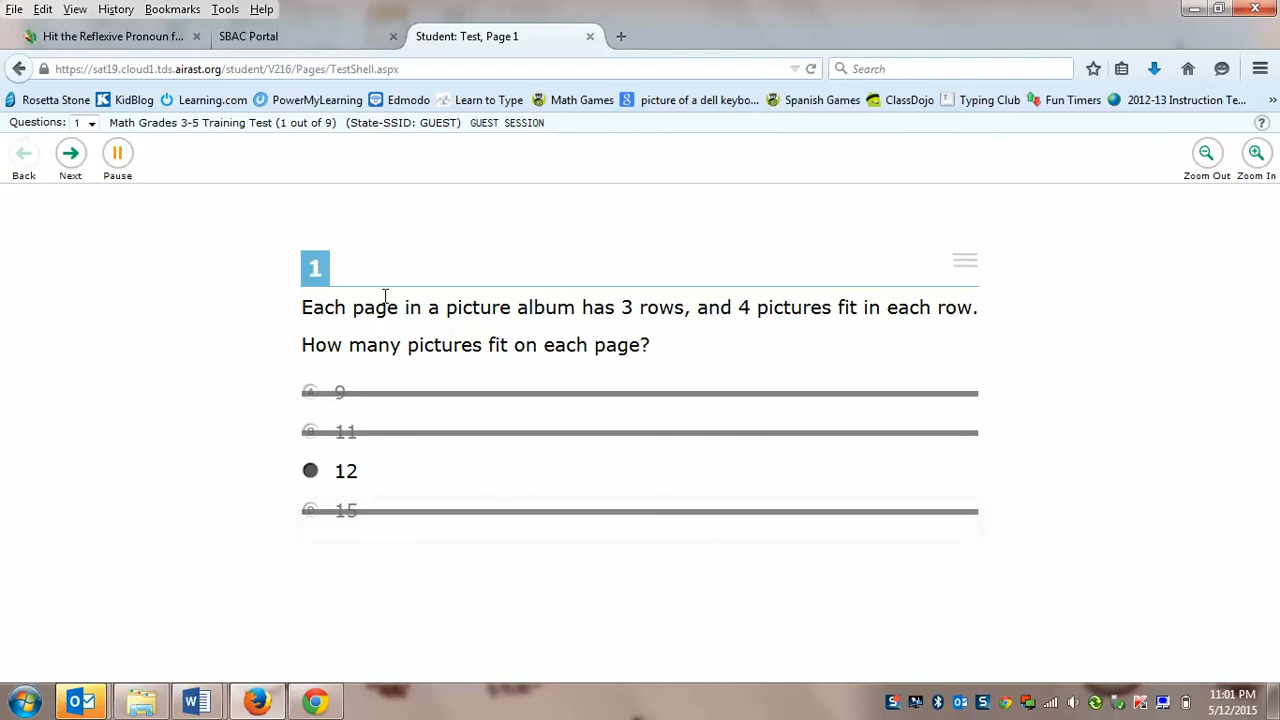 File Edit View History Bookmarks Tools Help
Hit the Reflexive Pronoun f... × SBAC Portal × Student: Test, Page 1 × +
https://sat19.cloud1.tds.airast.org/student/V216/Pages/TestShell.aspx Search
Rosetta Stone KidBlog Learning.com PowerMyLearning Edmodo Learn to Type Math Games picture of a dell keybo... Spanish Games ClassDojo Typing Club Fun Timers 2012-13 Instruction Te... »
Questions: 1 Math Grades 3-5 Training Test (1 out of 9) (State-SSID: GUEST) GUEST SESSION ?
Back Next Pause Zoom Out Zoom In
1
Each page in a picture album has 3 rows, and 4 pictures fit in each row.
How many pictures fit on each page?
A 9
B 11
12
D 15
11:01 PM
5/12/2015